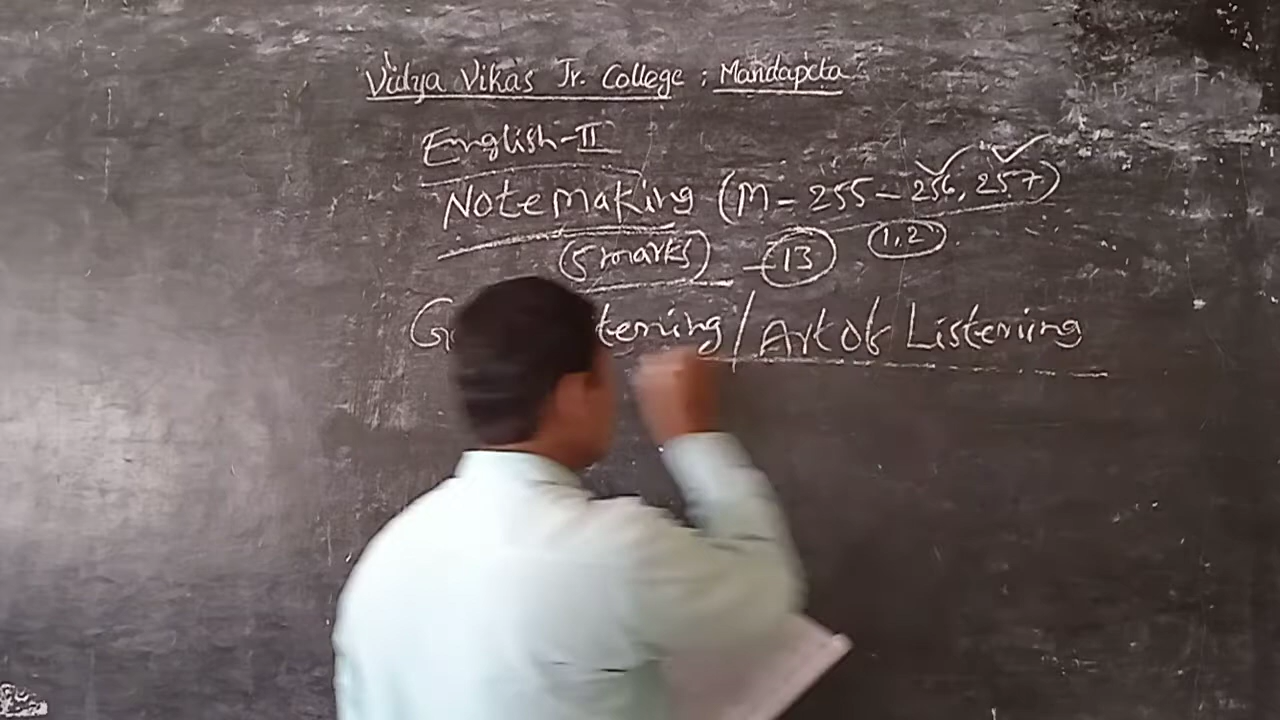 Vidya Vikas Jr. College : Mandapeta
English-II
Notemaking (M-255-256, 257)
(5 marks) - 13 1,2
/ Art Of Listening